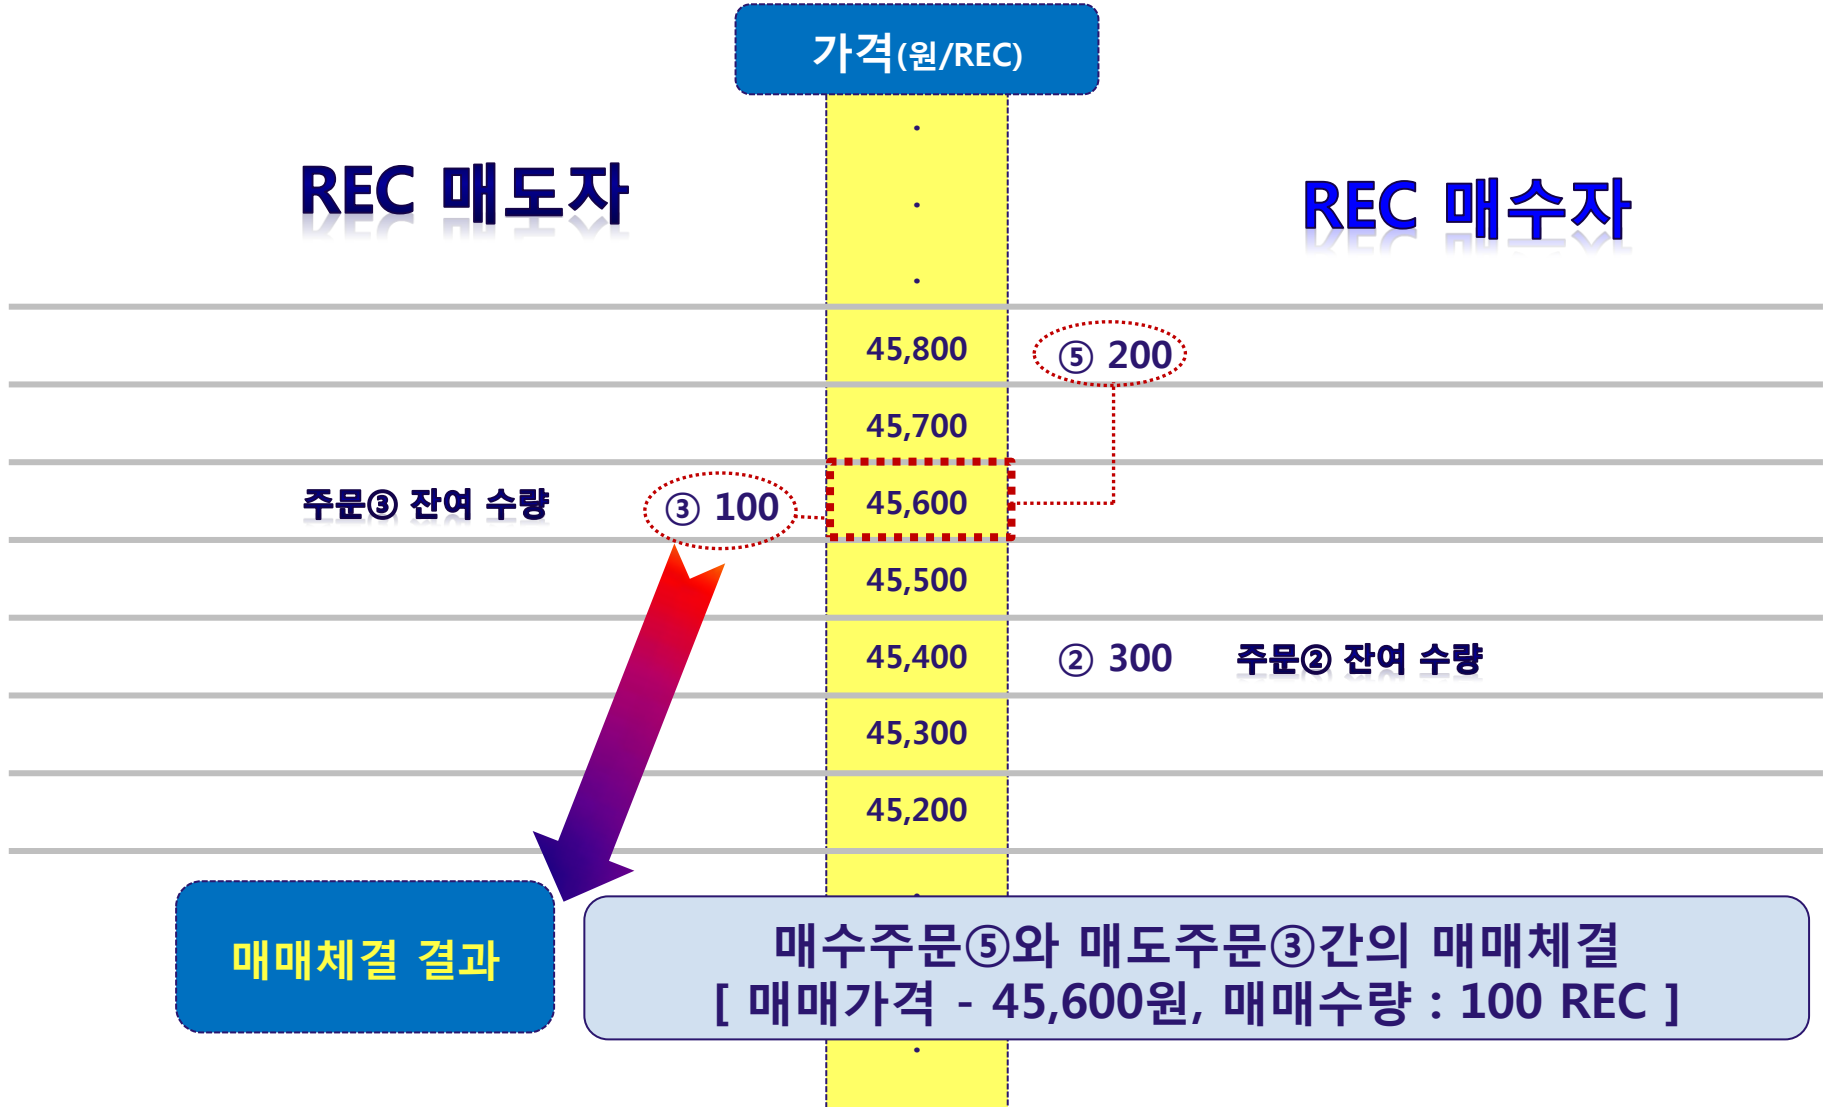 가격(원/REC)
REC 매도자
REC 매수자
45,800
⑤ 200
45,700
주문③ 잔여 수량
③ 100
45,600
45,500
45,400
② 300
주문② 잔여 수량
45,300
45,200
매매체결 결과
매수주문⑤와 매도주문③간의 매매체결
[ 매매가격 - 45,600원, 매매수량 : 100 REC ]